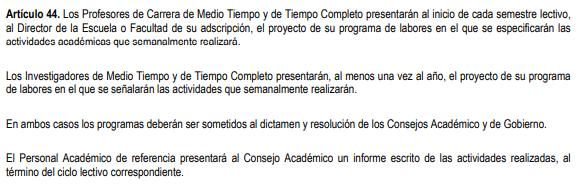 Artículo 44. Los Profesores de Carrera de Medio Tiempo y de Tiempo Completo presentarán al inicio de cada semestre lectivo,
al Director de la Escuela o Facultad de su adscripción, el proyecto de su programa de labores en el que se especificarán las
actividades académicas que semanalmente realizará.
Los Investigadores de Medio Tiempo y de Tiempo Completo presentarán, al menos una vez al año, el proyecto de su programa
de labores en el que se señalarán las actividades que semanalmente realizarán.
En ambos casos los programas deberán ser sometidos al dictamen y resolución de los Consejos Académico y de Gobierno.
El Personal Académico de referencia presentará al Consejo Académico un informe escrito de las actividades realizadas, al
término del ciclo lectivo correspondiente.